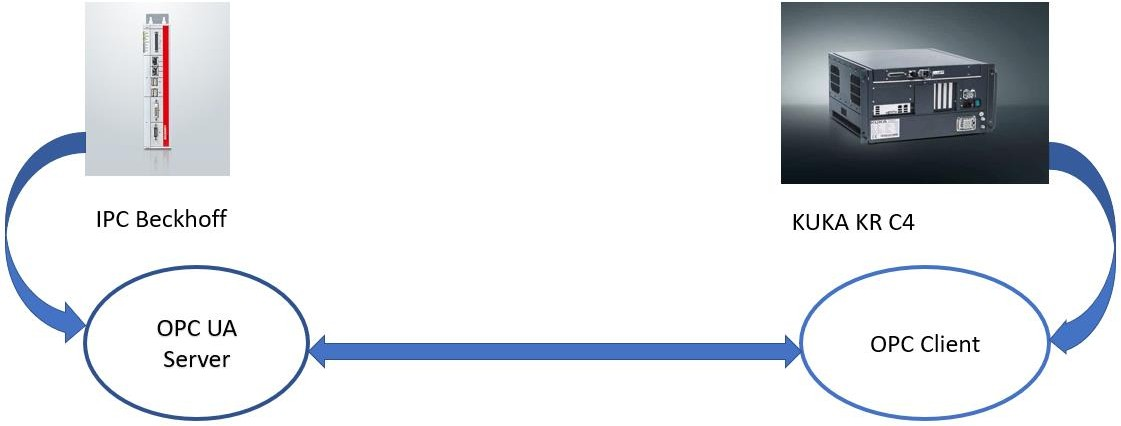 IPC Beckhoff
KUKA KR C4
OPC UA
Server
OPC Client